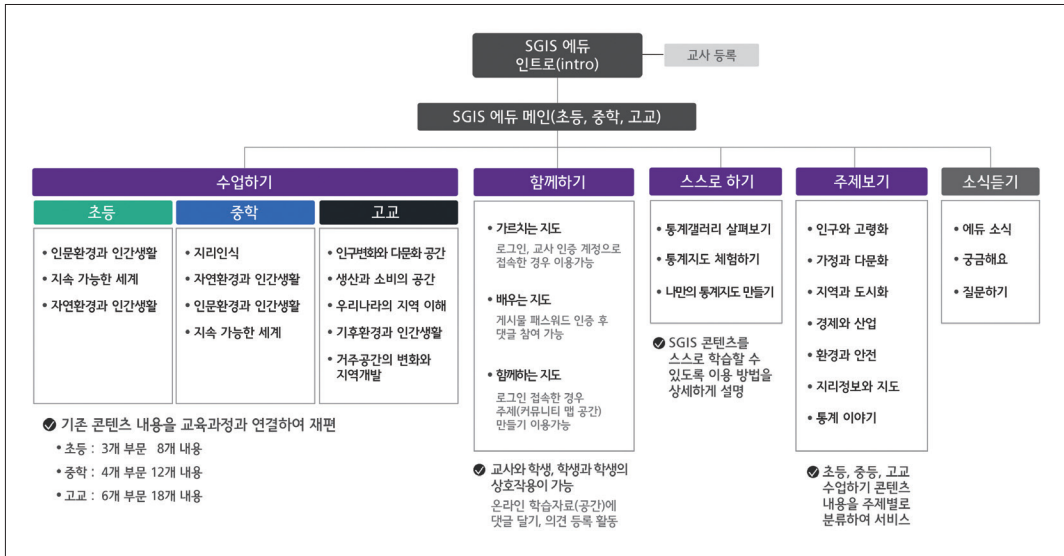 SGIS 에듀
인트로(intro)
교사 등록
SGIS 에듀 메인(초등, 중학, 고교)
수업하기
초등
• 인문환경과 인간생활
• 지속 가능한 세계
• 자연환경과 인간생활
중학
• 지리인식
• 자연환경과 인간생활
• 인문환경과 인간생활
• 지속 가능한 세계
고교
• 인구변화와 다문화 공간
• 생산과 소비의 공간
• 우리나라의 지역 이해
• 기후환경과 인간생활
• 거주공간의 변화와
지역개발
기존 콘텐츠 내용을 교육과정과 연결하여 재편
• 초등 : 3개 부문 8개 내용
• 중학 : 4개 부문 12개 내용
• 고교 : 6개 부문 18개 내용
함께하기
• 가르치는 지도
로그인, 교사 인증 계정으로
접속한 경우 이용가능
• 배우는 지도
게시물 패스워드 인증 후
댓글 참여 가능
• 함께하는 지도
로그인 접속한 경우
주제(커뮤니티 맵 공간)
만들기 이용가능
교사와 학생, 학생과 학생의
상호작용이 가능
온라인 학습자료(공간)에
댓글 달기, 의견 등록 활동
스스로 하기
• 통계갤러리 살펴보기
• 통계지도 체험하기
• 나만의 통계지도 만들기
SGIS 콘텐츠를
스스로 학습할 수
있도록 이용 방법을
상세하게 설명
주제보기
• 인구와 고령화
• 가정과 다문화
• 지역과 도시화
• 경제와 산업
• 환경과 안전
• 지리정보와 지도
• 통계 이야기
초등, 중등, 고교
수업하기 콘텐츠
내용을 주제별로
분류하여 서비스
소식듣기
• 에듀 소식
• 궁금해요
• 질문하기